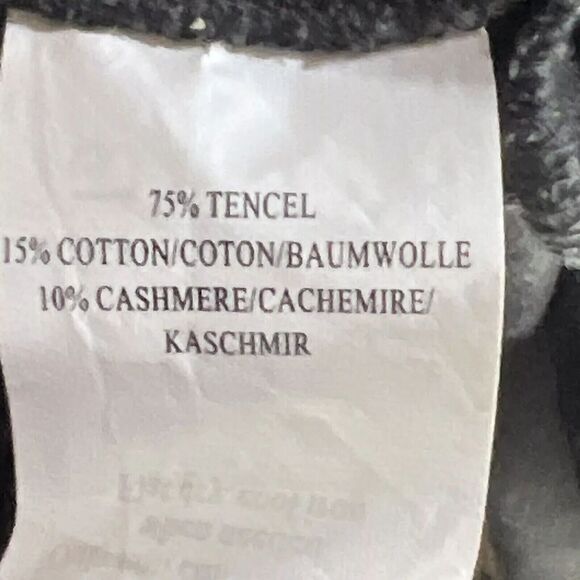 75% TENCEL
15% COTTON/COTON/BAUMWOLLE
10% CASHMERE/CACHEMIRE/
KASCHMIR